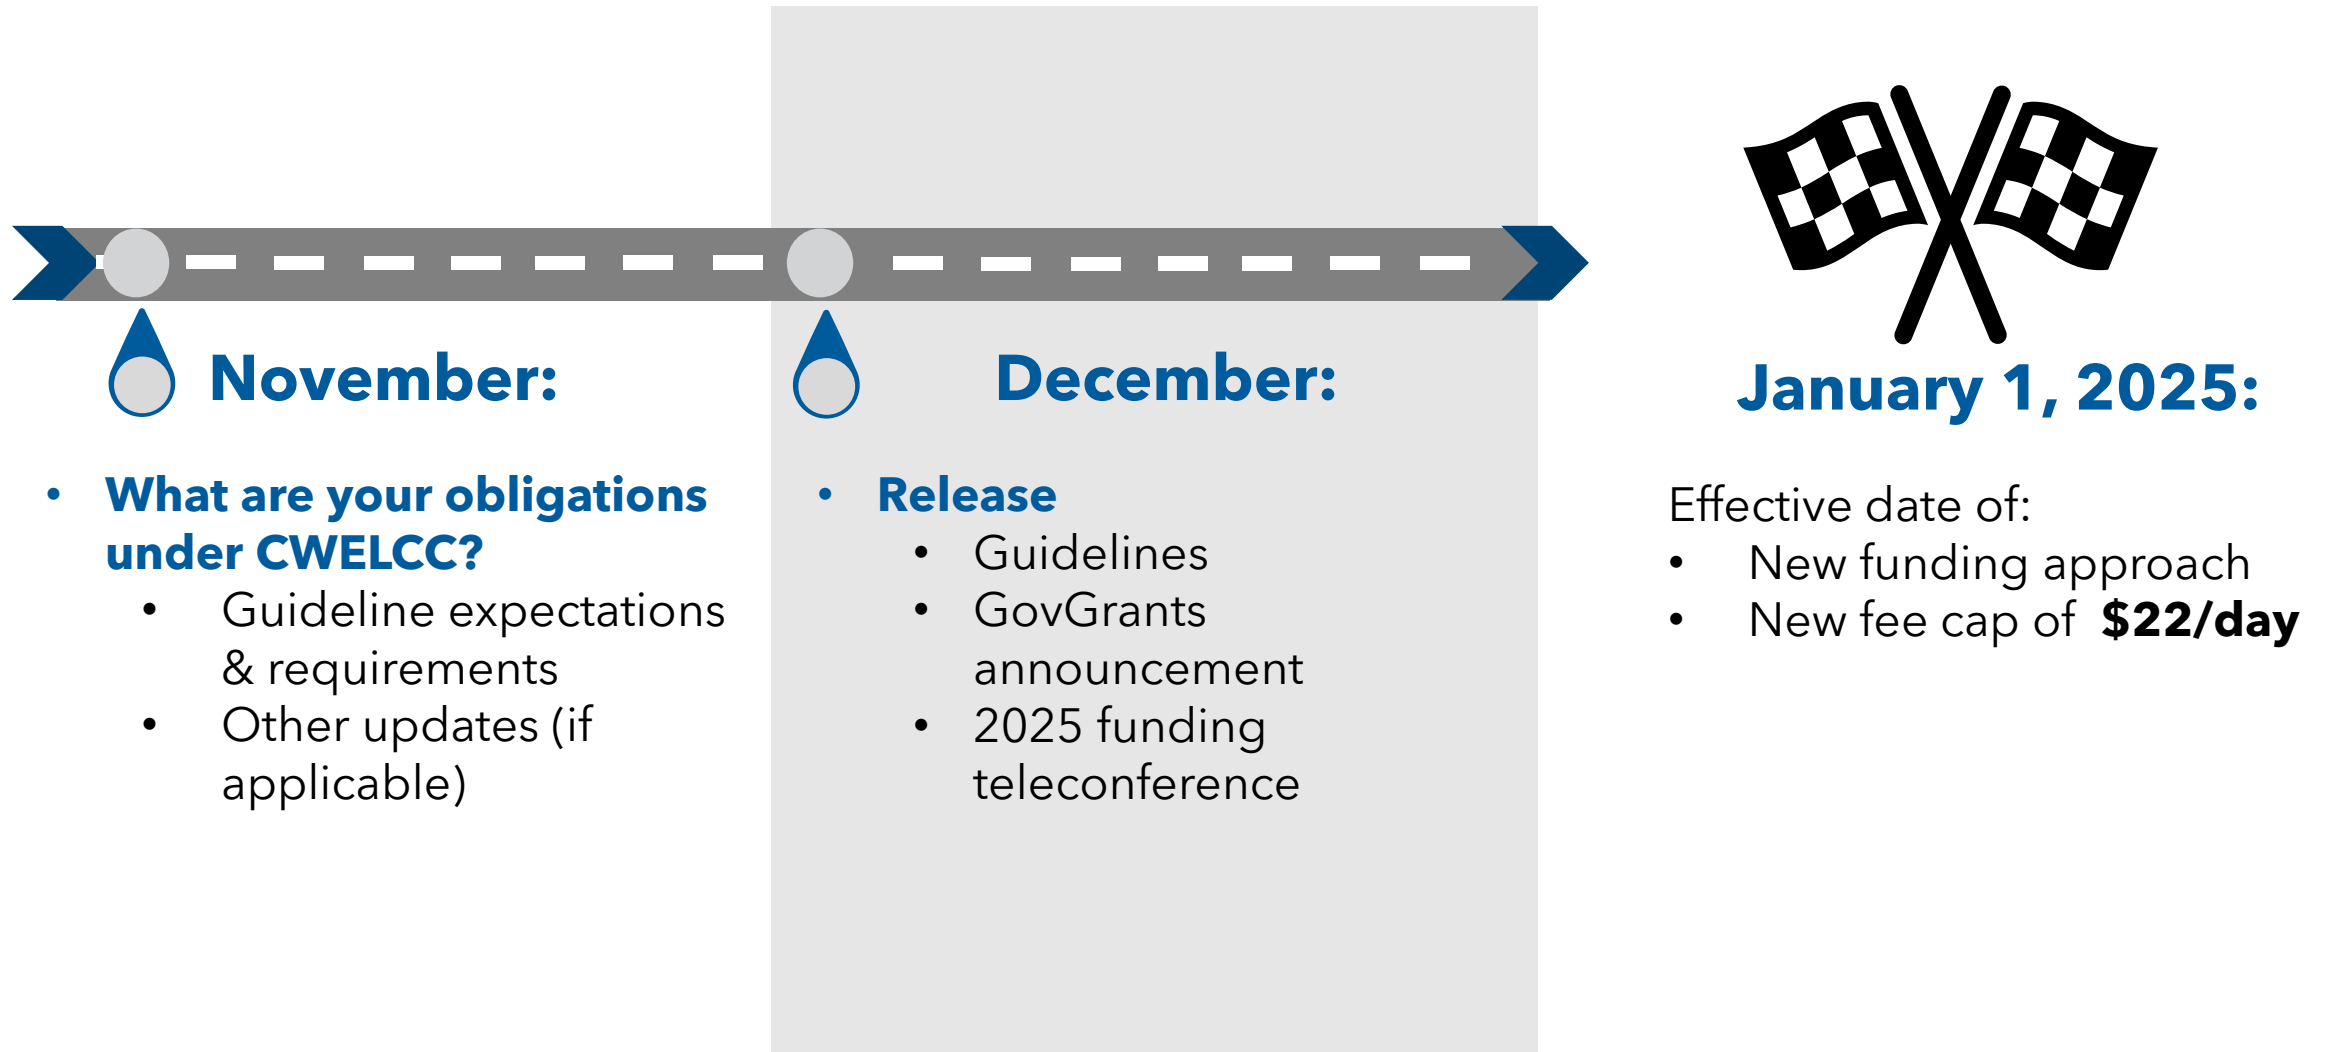 November:
• What are your obligations
under CWELCC?
• Guideline expectations
& requirements
• Other updates (if
applicable)
December:
• Release
• Guidelines
• GovGrants
announcement
• 2025 funding
teleconference
January 1, 2025:
Effective date of:
• New funding approach
• New fee cap of $22/day